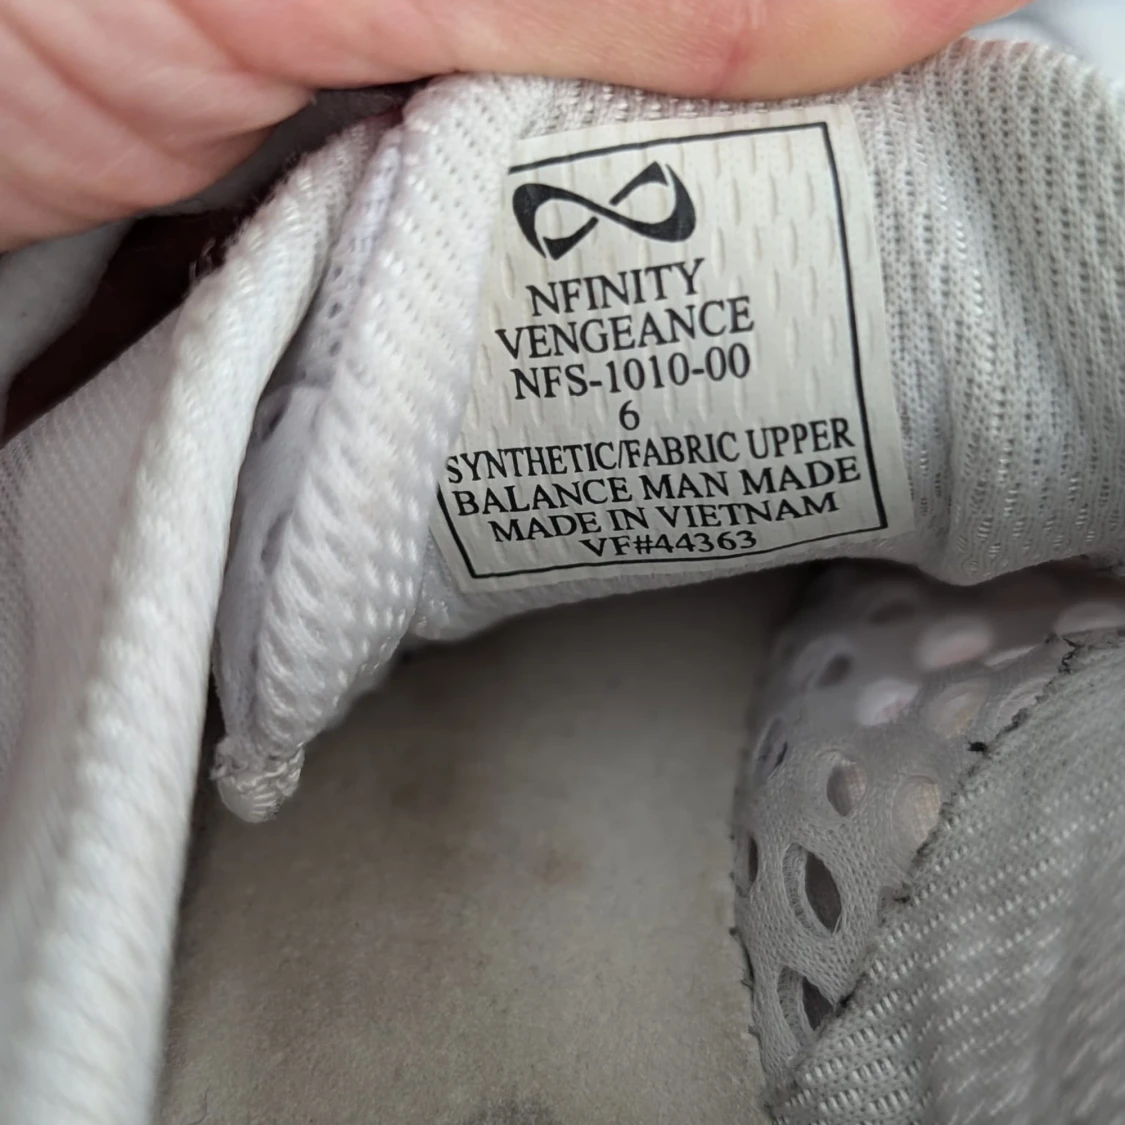 NFINITY
VENGEANCE
NFS-1010-00
6
SYNTHETIC/FABRIC UPPER
BALANCE MAN MADE
MADE IN VIETNAM
VF#44363